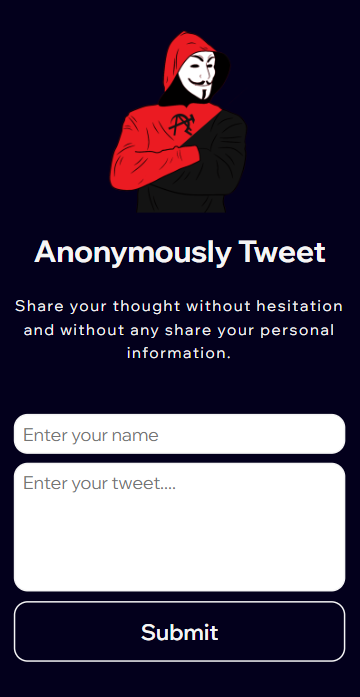 Anonymously Tweet
Share your thought without hesitation
and without any share your personal
information.
Enter your name
Enter your tweet....
Submit